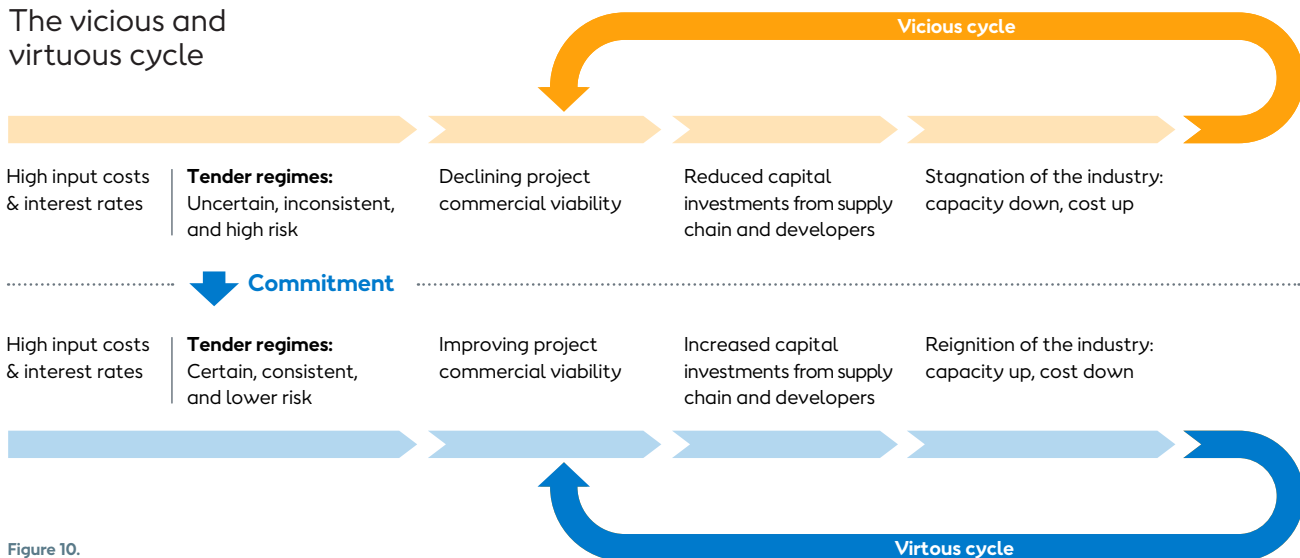 The vicious and
virtuous cycle
Vicious cycle
High input costs
& interest rates
Tender regimes:
Uncertain, inconsistent,
and high risk
Declining project
commercial viability
Reduced capital
investments from supply
chain and developers
Stagnation of the industry:
capacity down, cost up
Commitment
High input costs
& interest rates
Tender regimes:
Certain, consistent,
and lower risk
Improving project
commercial viability
Increased capital
investments from supply
chain and developers
Reignition of the industry:
capacity up, cost down
Virtous cycle
Figure 10.